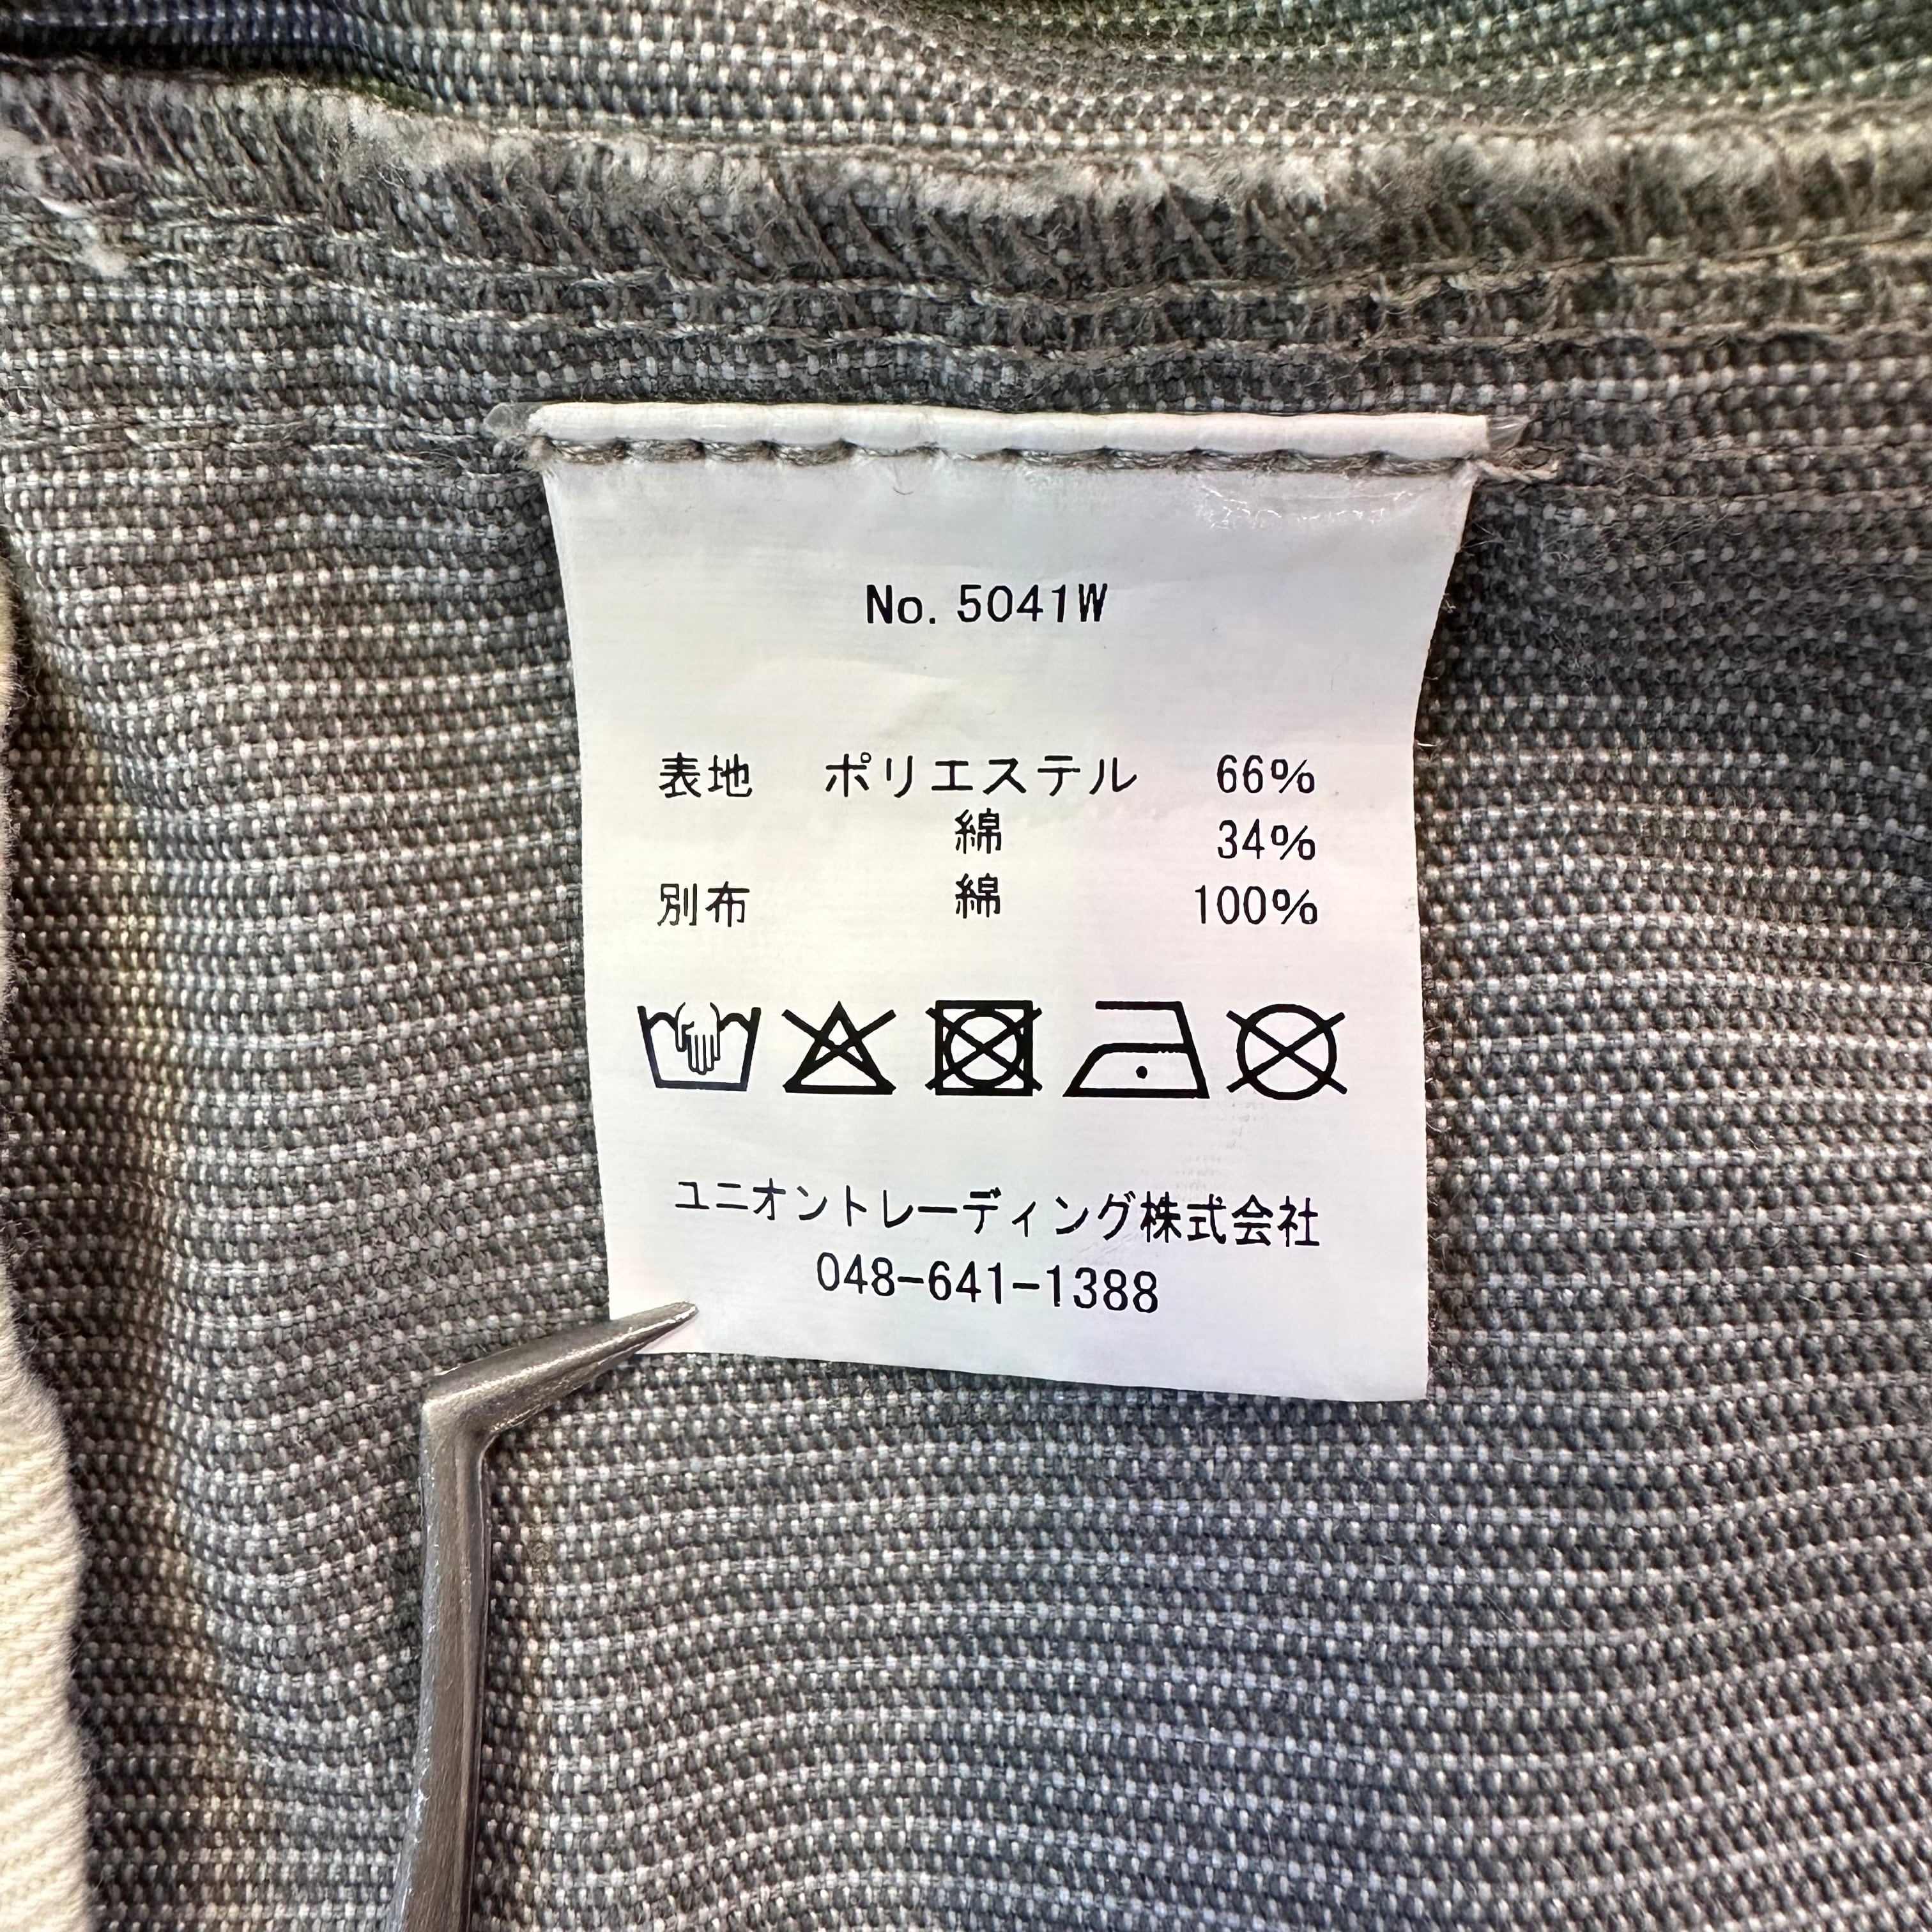 No. 5041W
表地 ポリエステル 66%
綿 34%
別布 綿 100%
ユニオントレーディング株式会社
048-641-1388